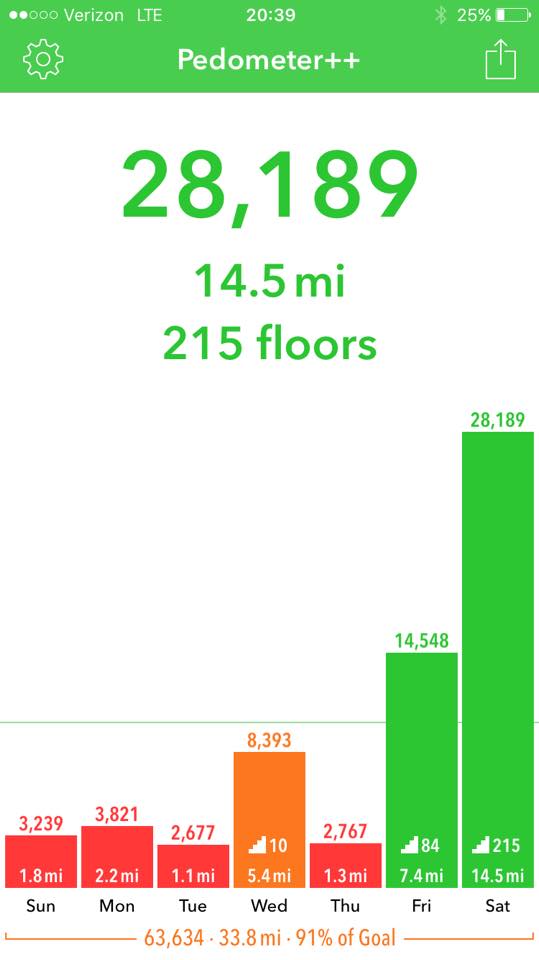 Verizon LTE 20:39 25%
Pedometer++
28,189
14.5 mi
215 floors
28,189
14,548
8,393
3,821
3,239
2,767
2,677
10 84 215
1.8 mi 2.2 mi 1.1 mi 5.4 mi 1.3 mi 7.4 mi 14.5 mi
Sun Mon Tue Wed Thu Fri Sat
63,634 · 33.8 mi · 91% of Goal